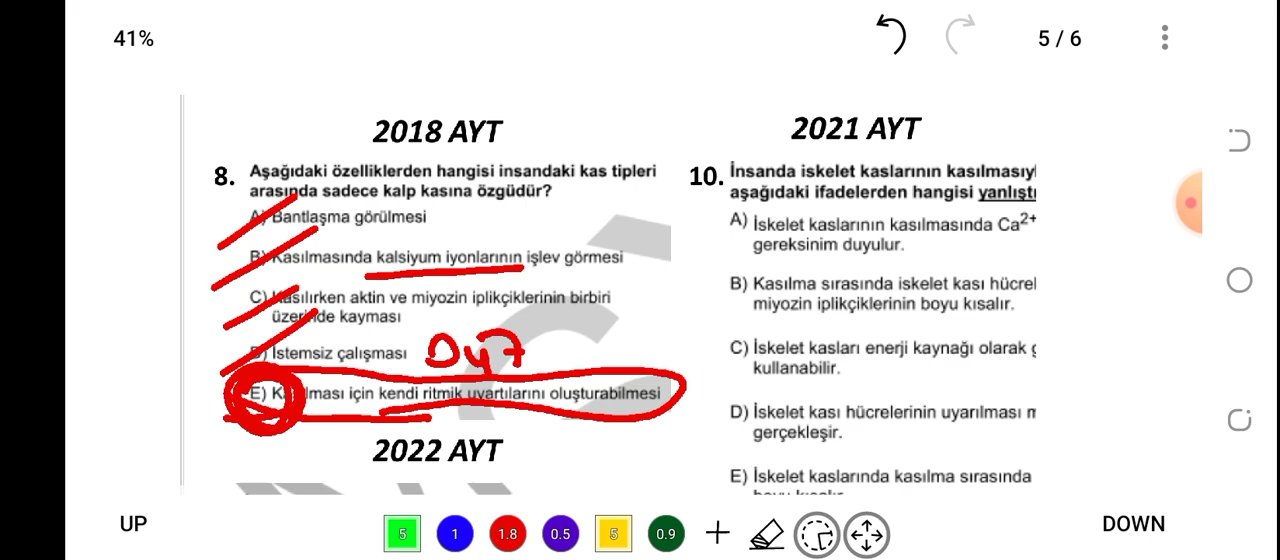 41%
5 / 6
2018 AYT
8. Aşağıdaki özelliklerden hangisi insandaki kas tipleri
arasında sadece kalp kasına özgüdür?
A) Bantlaşma görülmesi
B) Kasılmasında kalsiyum iyonlarının işlev görmesi
C) Kasılırken aktin ve miyozin iplikçiklerinin birbiri
üzerinde kayması
D) İstemsiz çalışması
E) Kasılması için kendi ritmik uyartılarını oluşturabilmesi
2022 AYT
2021 AYT
10. İnsanda iskelet kaslarının kasılmasıyl
aşağıdaki ifadelerden hangisi yanlıştı
A) İskelet kaslarının kasılmasında Ca2+
gereksinim duyulur.
B) Kasılma sırasında iskelet kası hücrel
miyozin iplikçiklerinin boyu kısalır.
C) İskelet kasları enerji kaynağı olarak g
kullanabilir.
D) İskelet kası hücrelerinin uyarılması m
gerçekleşir.
E) İskelet kaslarında kasılma sırasında
UP
5
1
1.8
0.5
5
0.9
DOWN